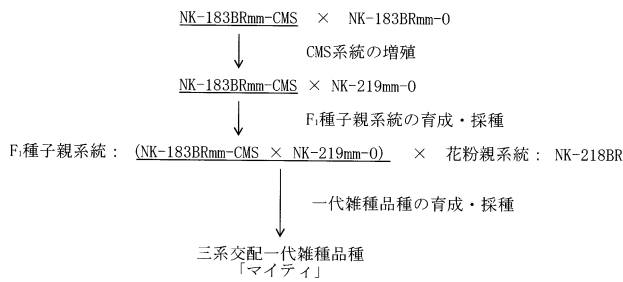 NK-183BRmm-CMS × NK-183BRmm-O
CMS系統の増殖
NK-183BRmm-CMS × NK-219mm-O
F₁種子親系統の育成・採種
F₁種子親系統： (NK-183BRmm-CMS × NK-219mm-O) × 花粉親系統： NK-218BR
一代雑種品種の育成・採種
三系交配一代雑種品種
「マイティ」